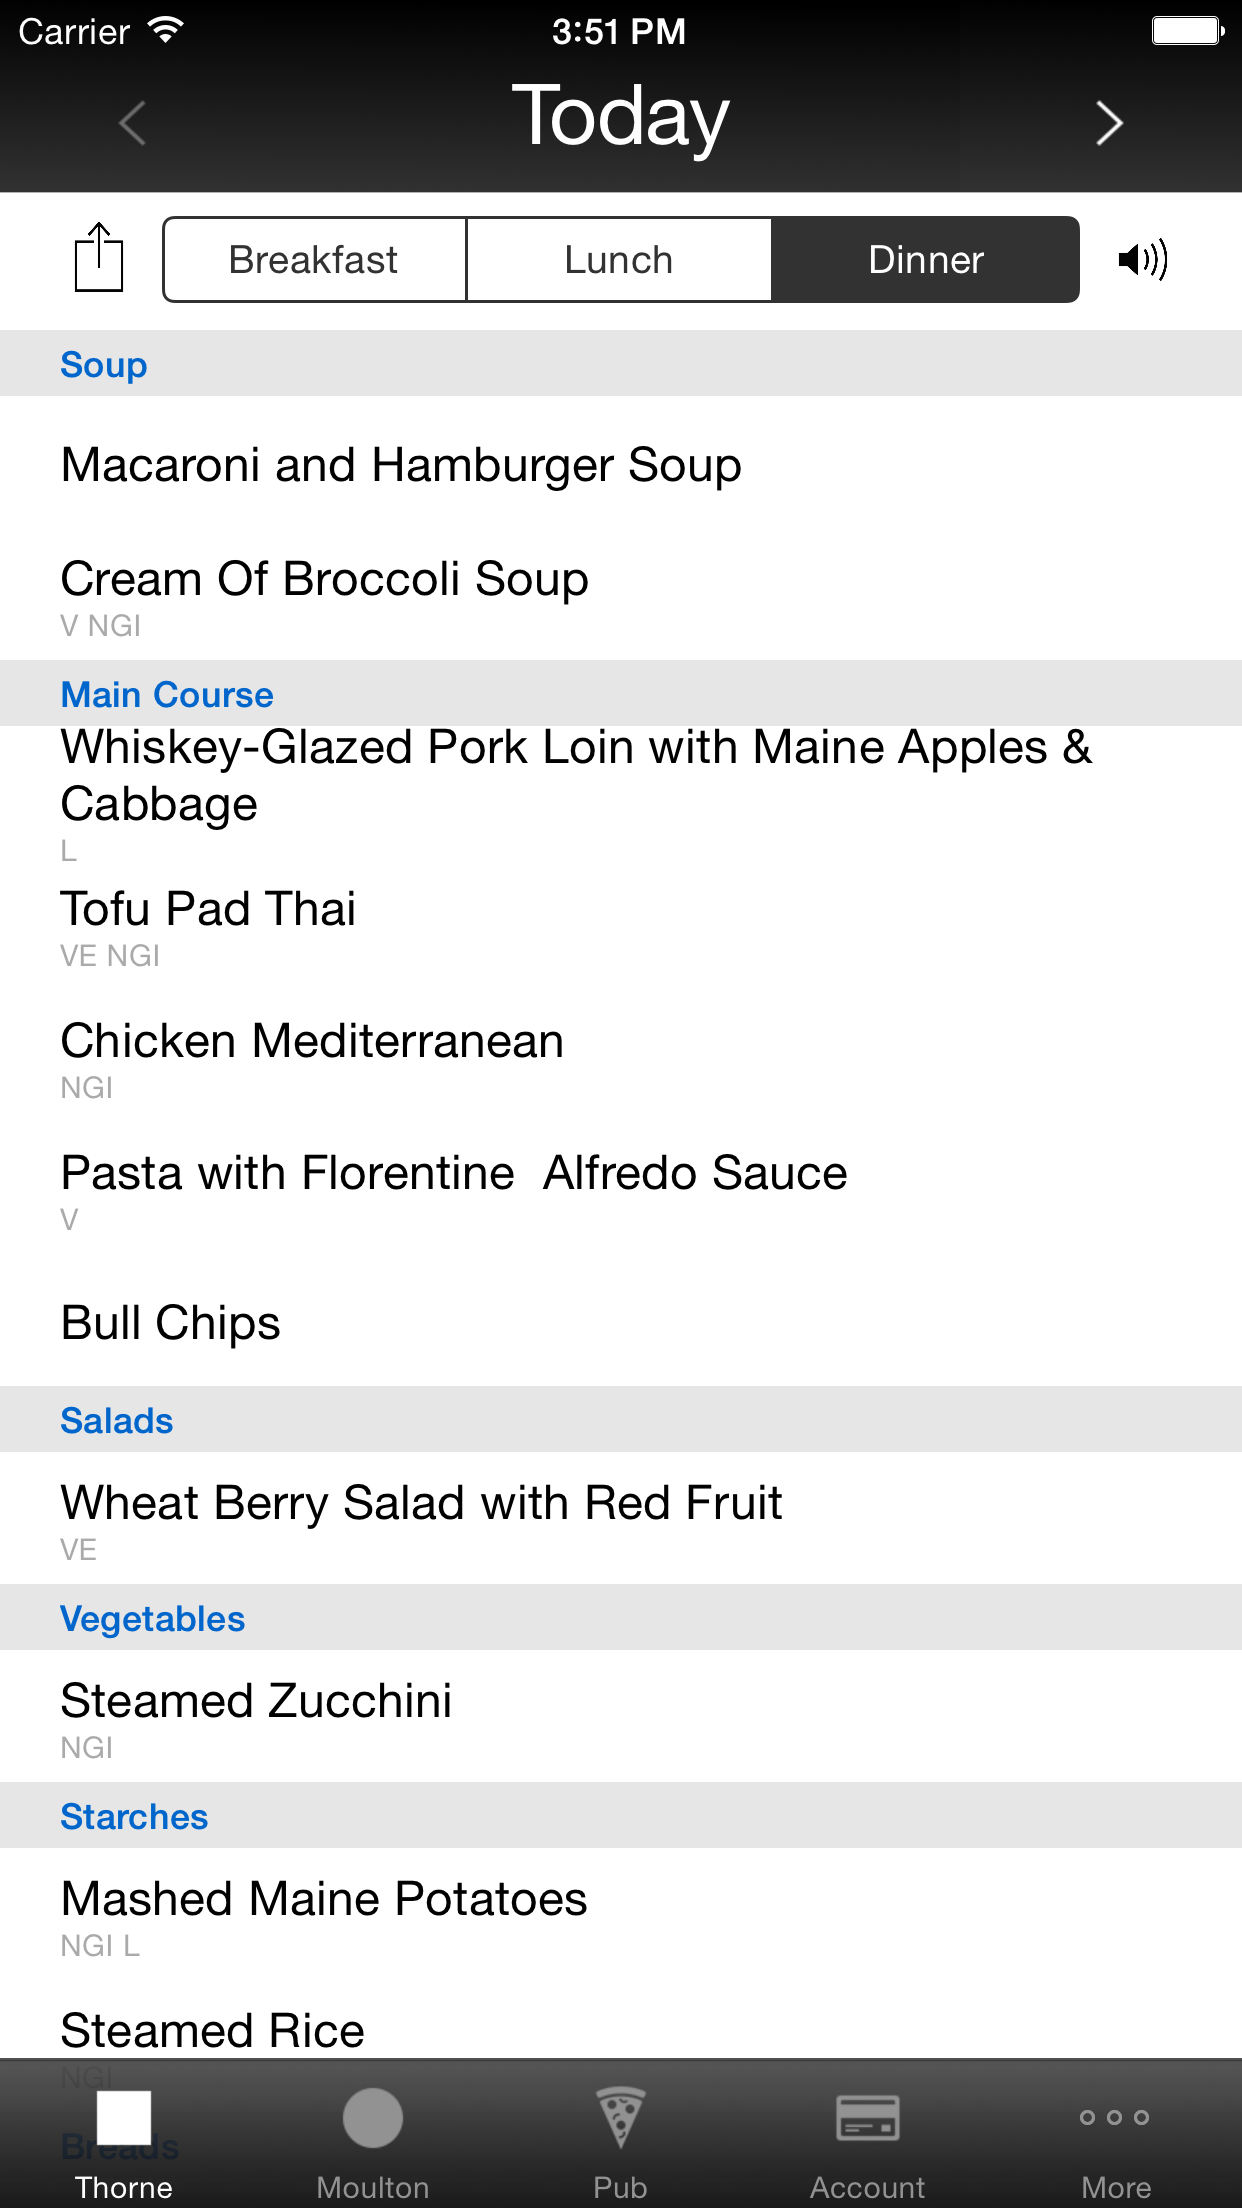 Carrier 3:51 PM
Today
Breakfast Lunch Dinner
Soup
Macaroni and Hamburger Soup
Cream Of Broccoli Soup
V NGI
Main Course
Whiskey-Glazed Pork Loin with Maine Apples &
Cabbage
L
Tofu Pad Thai
VE NGI
Chicken Mediterranean
NGI
Pasta with Florentine  Alfredo Sauce
V
Bull Chips
Salads
Wheat Berry Salad with Red Fruit
VE
Vegetables
Steamed Zucchini
NGI
Starches
Mashed Maine Potatoes
NGI L
Steamed Rice
NGI
Breads
Thorne Moulton Pub Account More